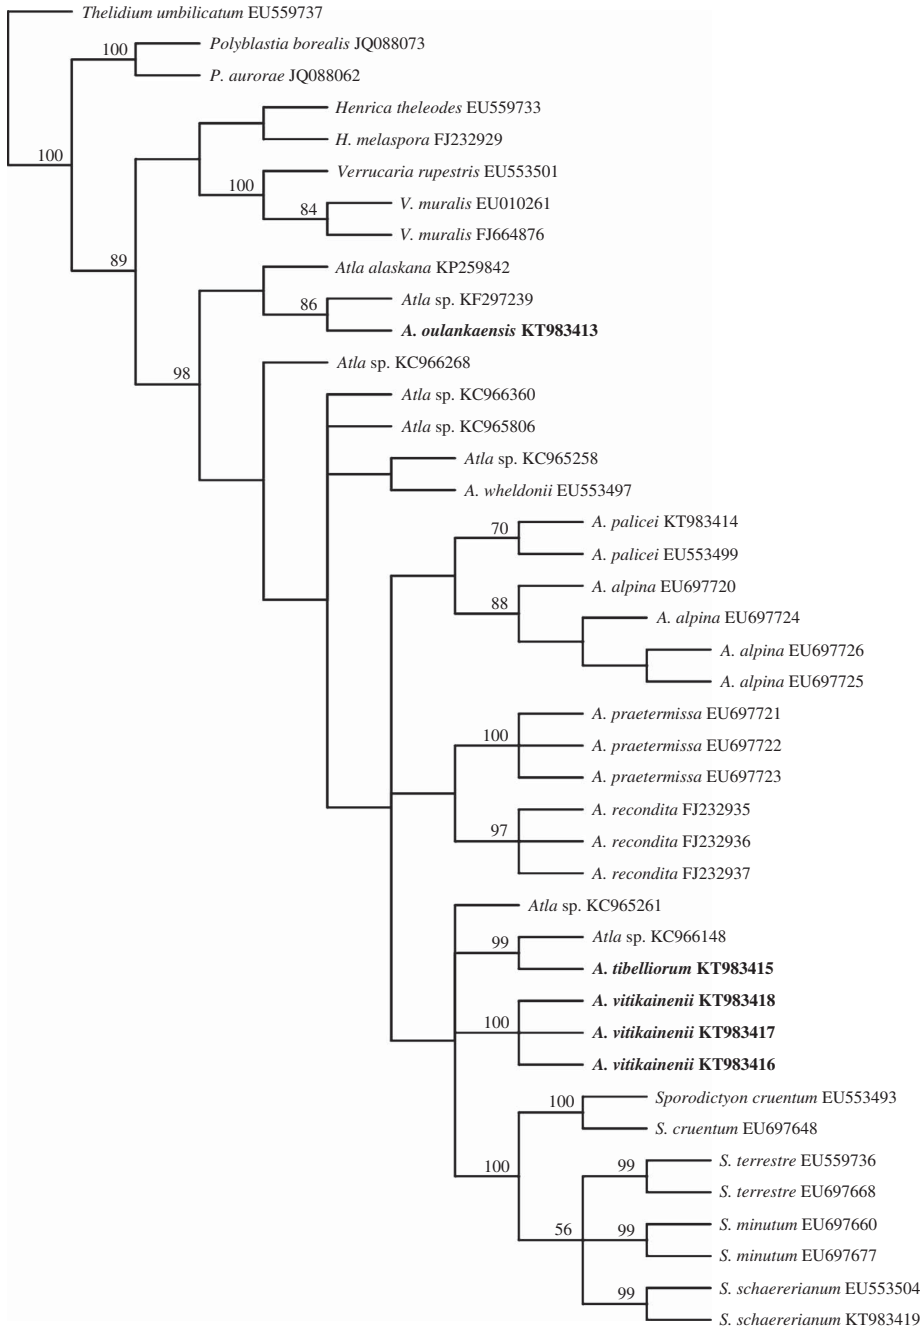 Thelidium umbilicatum EU559737
100
Polyblastia borealis JQ088073
P. aurorae JQ088062
Henrica theleodes EU559733
H. melaspora FJ232929
100
Verrucaria rupestris EU553501
100
V. muralis EU010261
84
V. muralis FJ664876
89
Atla alaskana KP259842
Atla sp. KF297239
86
A. oulankaensis KT983413
98
Atla sp. KC966268
Atla sp. KC966360
Atla sp. KC965806
Atla sp. KC965258
A. wheldonii EU553497
70
A. palicei KT983414
A. palicei EU553499
A. alpina EU697720
88
A. alpina EU697724
A. alpina EU697726
A. alpina EU697725
A. praetermissa EU697721
100
A. praetermissa EU697722
A. praetermissa EU697723
A. recondita FJ232935
97
A. recondita FJ232936
A. recondita FJ232937
Atla sp. KC965261
Atla sp. KC966148
99
A. tibelliorum KT983415
A. vitikainenii KT983418
100
A. vitikainenii KT983417
A. vitikainenii KT983416
Sporodictyon cruentum EU553493
100
S. cruentum EU697648
S. terrestre EU559736
100
99
S. terrestre EU697668
S. minutum EU697660
56
99
S. minutum EU697677
S. schaererianum EU553504
99
S. schaererianum KT983419